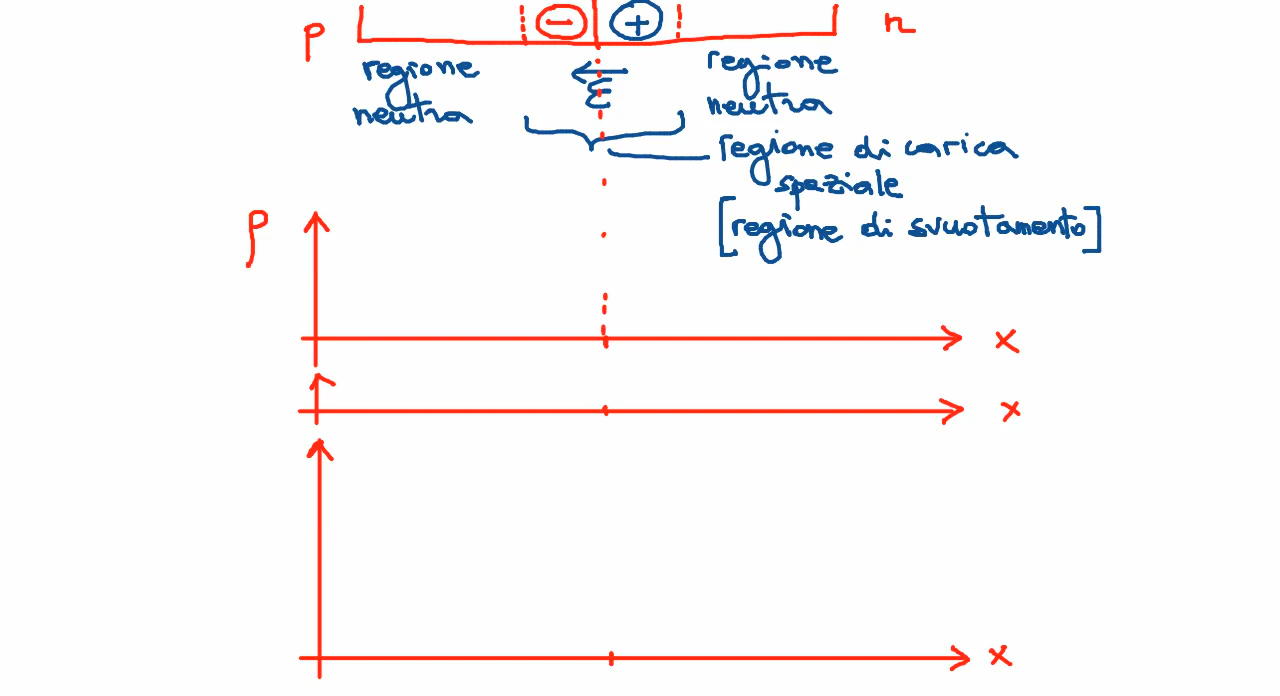 p − + n
regione
neutra
ℰ
regione
neutra
regione di carica
spaziale
[regione di svuotamento]
ρ
x
x
x